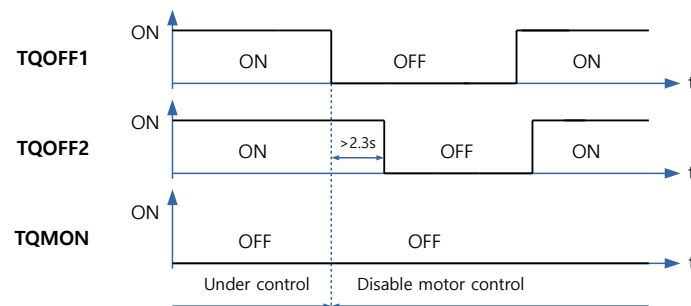 ON
TQOFF1
ON
OFF
ON
t
ON
TQOFF2
ON
>2.3s
OFF
ON
t
ON
TQMON
OFF
OFF
t
Under control
Disable motor control